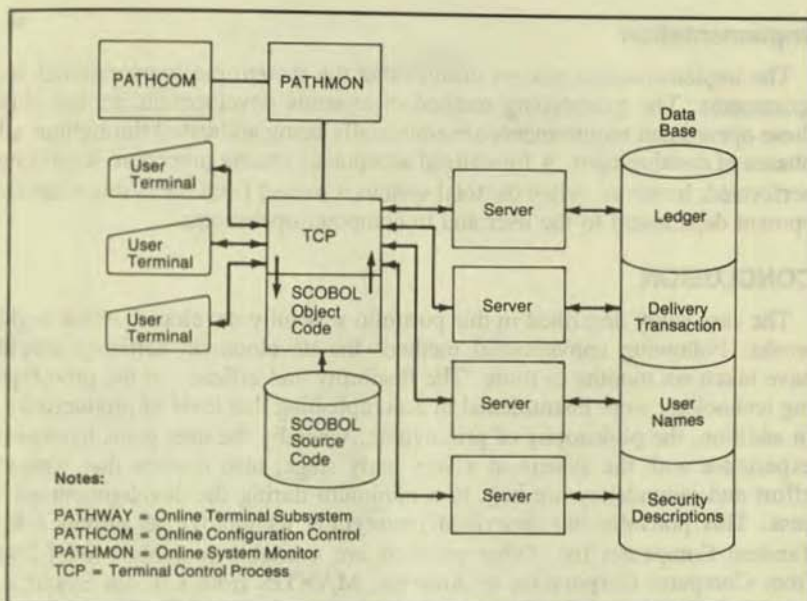 PATHCOM
PATHMON
Data
Base
User
Terminal
User
Terminal
User
Terminal
TCP
SCOBOL
Object
Code
SCOBOL
Source
Code
Server
Server
Server
Server
Ledger
Delivery
Transaction
User
Names
Security
Descriptions
Notes:
PATHWAY = Online Terminal Subsystem
PATHCOM = Online Configuration Control
PATHMON = Online System Monitor
TCP = Terminal Control Process